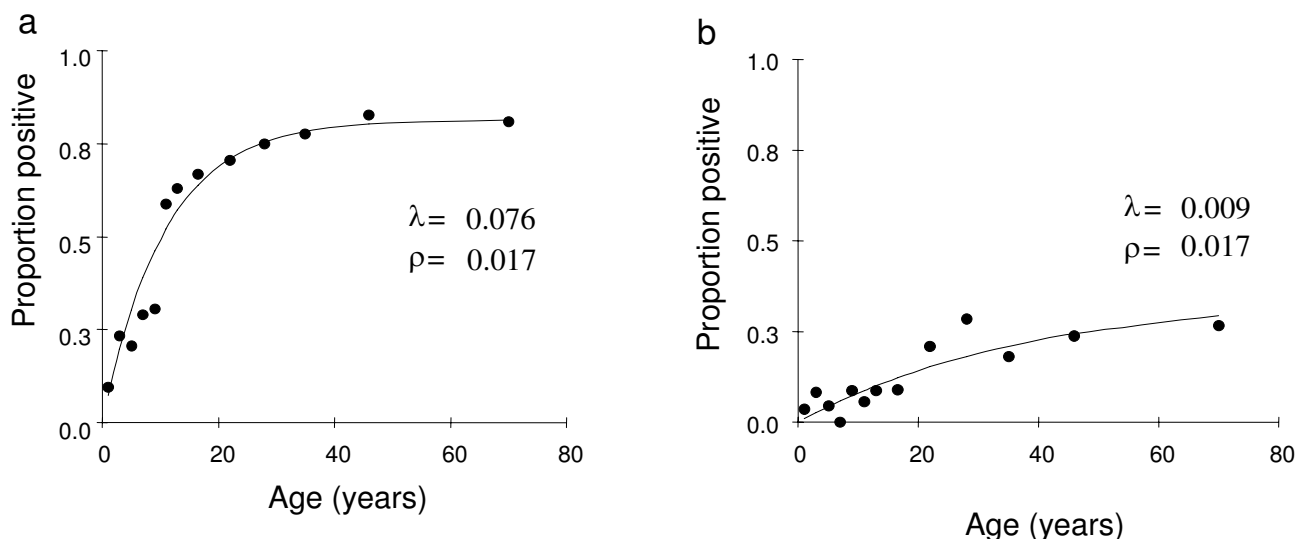 a
1.0
0.8
0.5
0.3
0.0
Proportion positive
λ= 0.076
ρ= 0.017
0 20 40 60 80
Age (years)
b
1.0
0.8
0.5
0.3
0.0
Proportion positive
λ= 0.009
ρ= 0.017
0 20 40 60 80
Age (years)